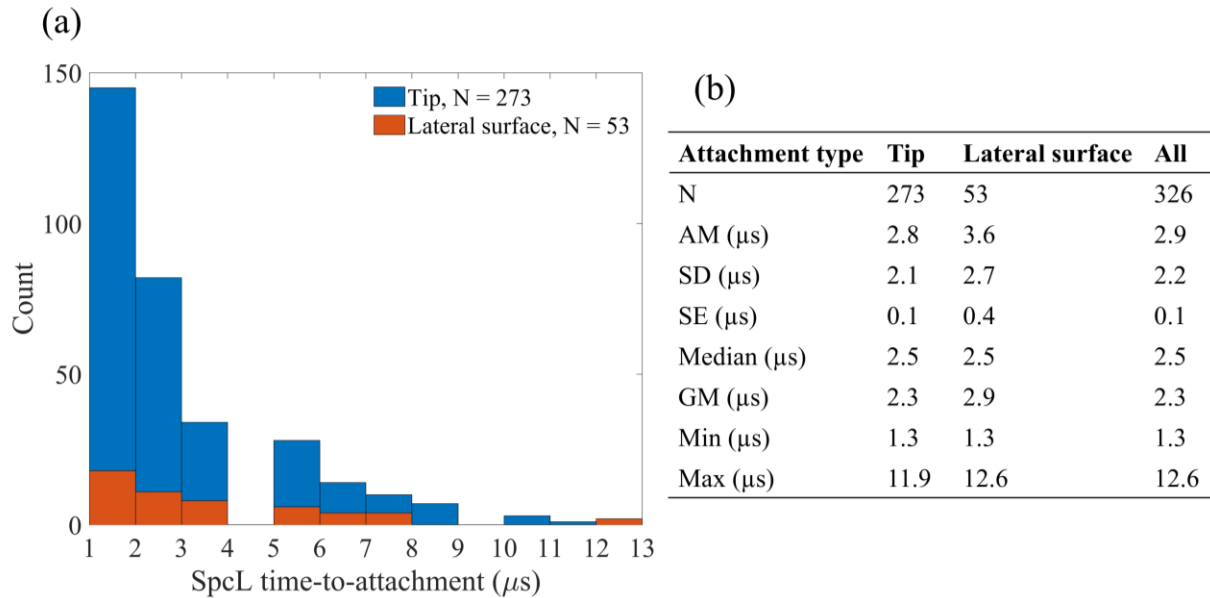 (a)
150
100
50
0
Count
Tip, N = 273
Lateral surface, N = 53
1 2 3 4 5 6 7 8 9 10 11 12 13
SpcL time-to-attachment (μs)
(b)
Attachment type Tip Lateral surface All
N 273 53 326
AM (μs) 2.8 3.6 2.9
SD (μs) 2.1 2.7 2.2
SE (μs) 0.1 0.4 0.1
Median (μs) 2.5 2.5 2.5
GM (μs) 2.3 2.9 2.3
Min (μs) 1.3 1.3 1.3
Max (μs) 11.9 12.6 12.6